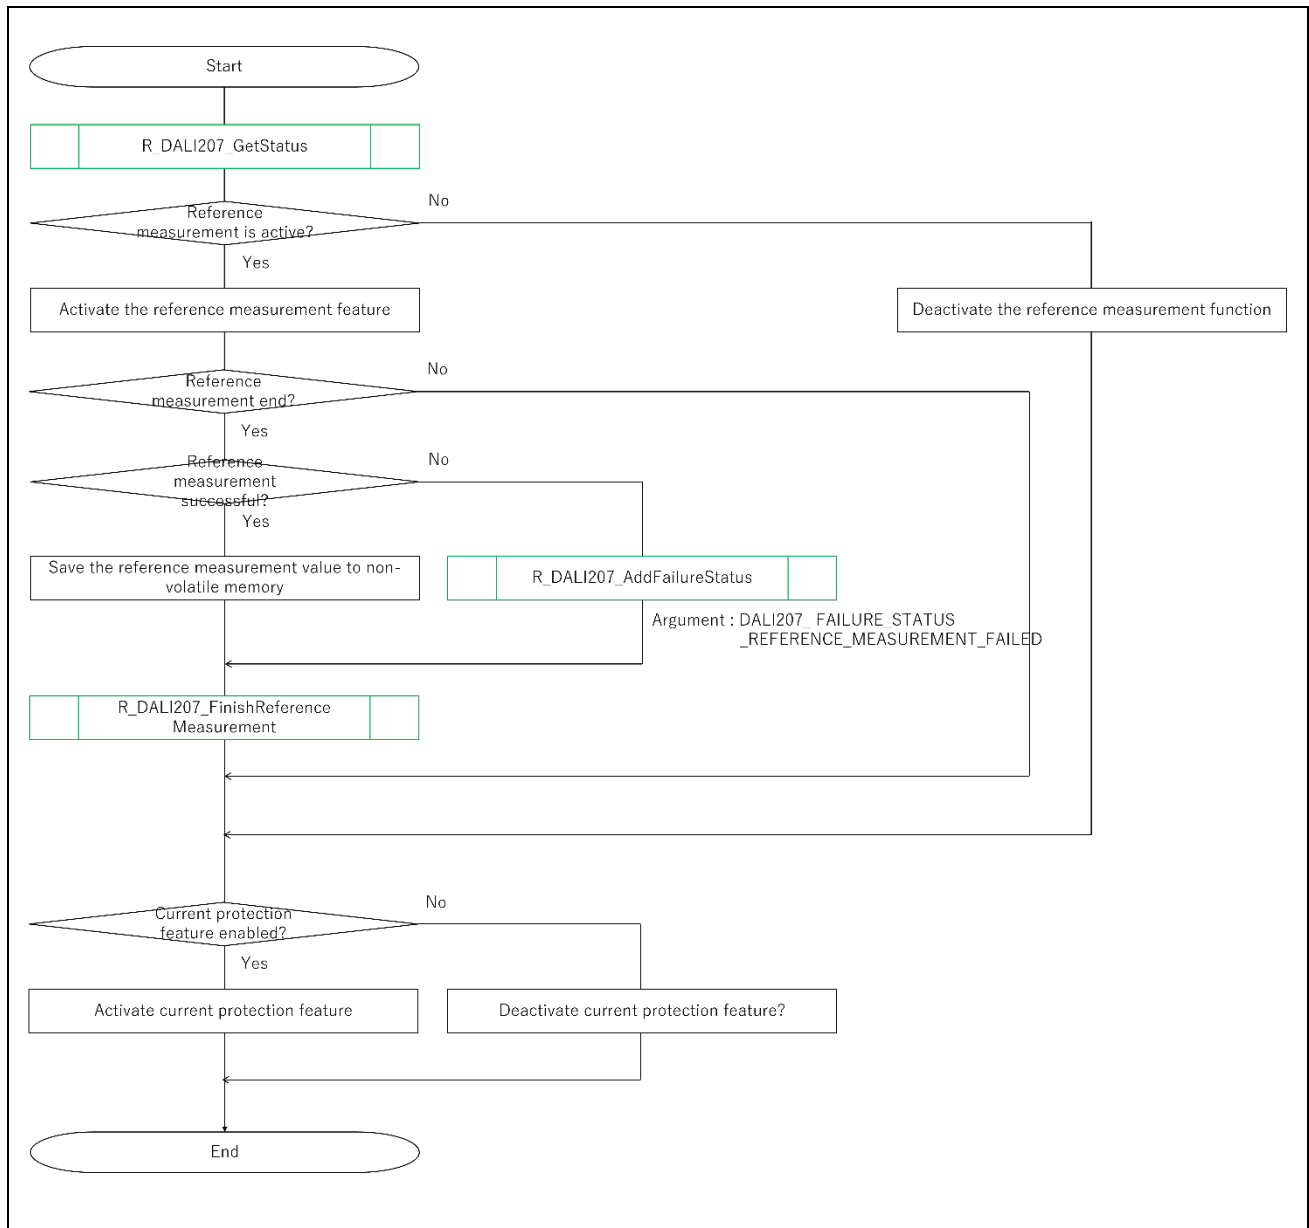 Start
R_DALI207_GetStatus
No
Reference
measurement is active?
Yes
Activate the reference measurement feature
Deactivate the reference measurement function
No
Reference
measurement end?
Yes
No
Reference
measurement
successful?
Yes
Save the reference measurement value to non-
volatile memory
R_DALI207_AddFailureStatus
Argument : DALI207_ FAILURE_STATUS
_REFERENCE_MEASUREMENT_FAILED
R_DALI207_FinishReference
Measurement
No
Current protection
feature enabled?
Yes
Activate current protection feature
Deactivate current protection feature?
End